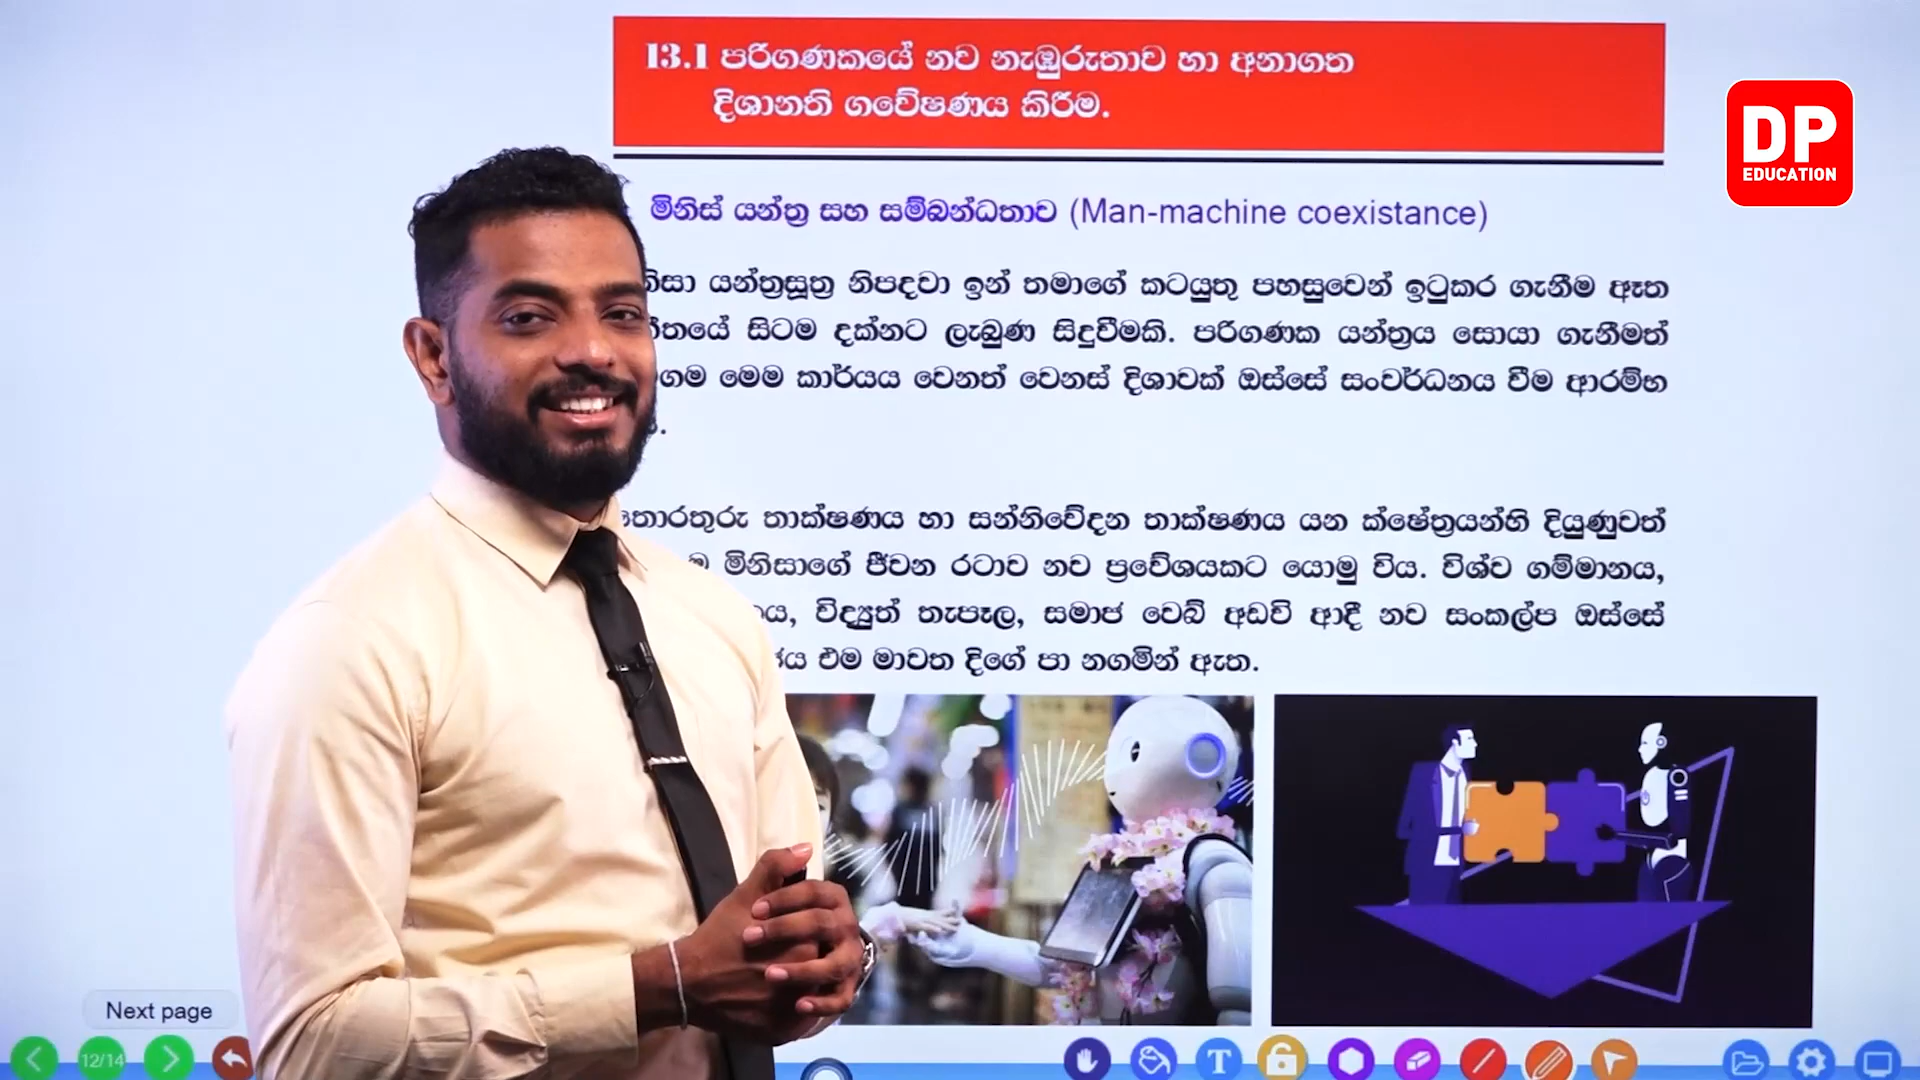 13.1 පරිගණකයේ නව නැඹුරුතාව හා අනාගත
දිශානති ගවේෂණය කිරීම.
DP
EDUCATION
මිනිස් යන්ත්‍ර සහ සම්බන්ධතාව (Man-machine coexistance)
යන්ත්‍රසූත්‍ර නිපදවා ඉන් තමාගේ කටයුතු පහසුවෙන් ඉටුකර ගැනීම ඈත
සිටම දක්නට ලැබුණ සිදුවීමකි. පරිගණක යන්ත්‍රය සොයා ගැනීමත්
මෙම කාර්යය වෙනත් වෙනස් දිශාවක් ඔස්සේ සංවර්ධනය වීම ආරම්භ
තොරතුරු තාක්ෂණය හා සන්නිවේදන තාක්ෂණය යන ක්ෂේත්‍රයන්හි දියුණුවත්
මිනිසාගේ ජීවන රටාව නව ප්‍රවේශයකට යොමු විය. විශ්ව ගම්මානය,
විද්‍යුත් තැපෑල, සමාජ වෙබ් අඩවි ආදී නව සංකල්ප ඔස්සේ
එම මාවත දිගේ පා නගමින් ඇත.
Next page
12/14
T